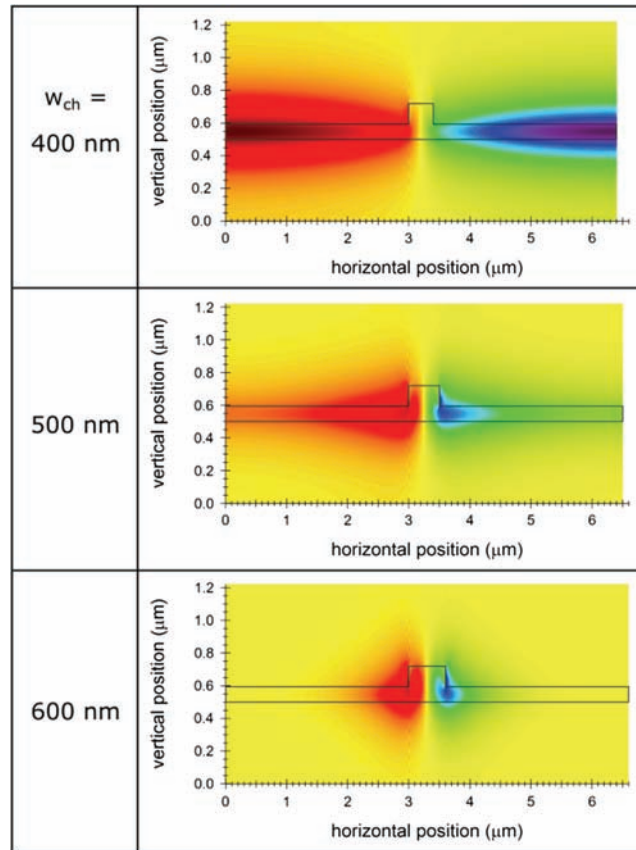 w_ch =
400 nm
vertical position (μm)
1.2
1.0
0.8
0.6
0.4
0.2
0.0
0 1 2 3 4 5 6
horizontal position (μm)
500 nm
vertical position (μm)
1.2
1.0
0.8
0.6
0.4
0.2
0.0
0 1 2 3 4 5 6
horizontal position (μm)
600 nm
vertical position (μm)
1.2
1.0
0.8
0.6
0.4
0.2
0.0
0 1 2 3 4 5 6
horizontal position (μm)